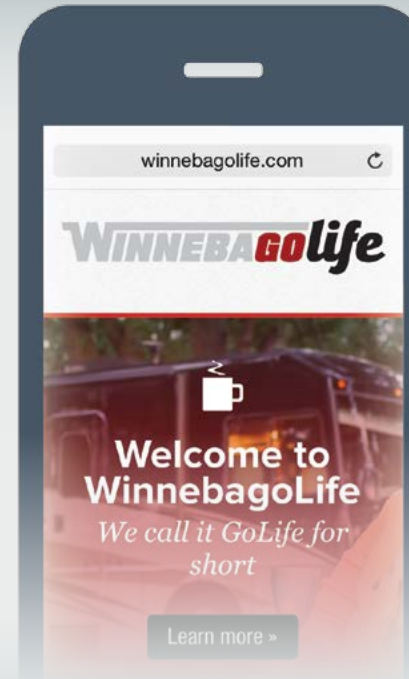 winnebagolife.com
WINNEBAGOlife
Welcome to
WinnebagoLife
We call it GoLife for
short
Learn more »